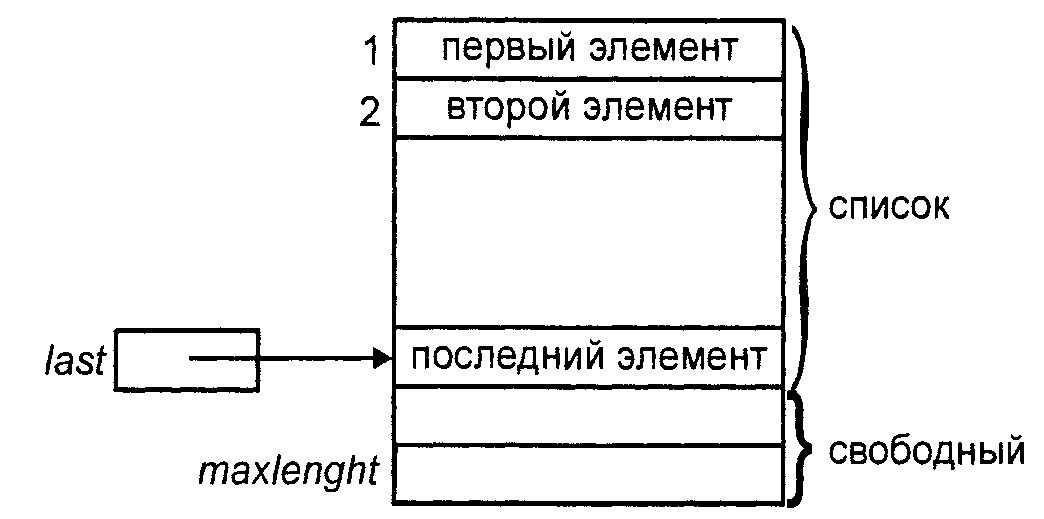 1 первый элемент
2 второй элемент
список
last последний элемент
свободный
maxlenght